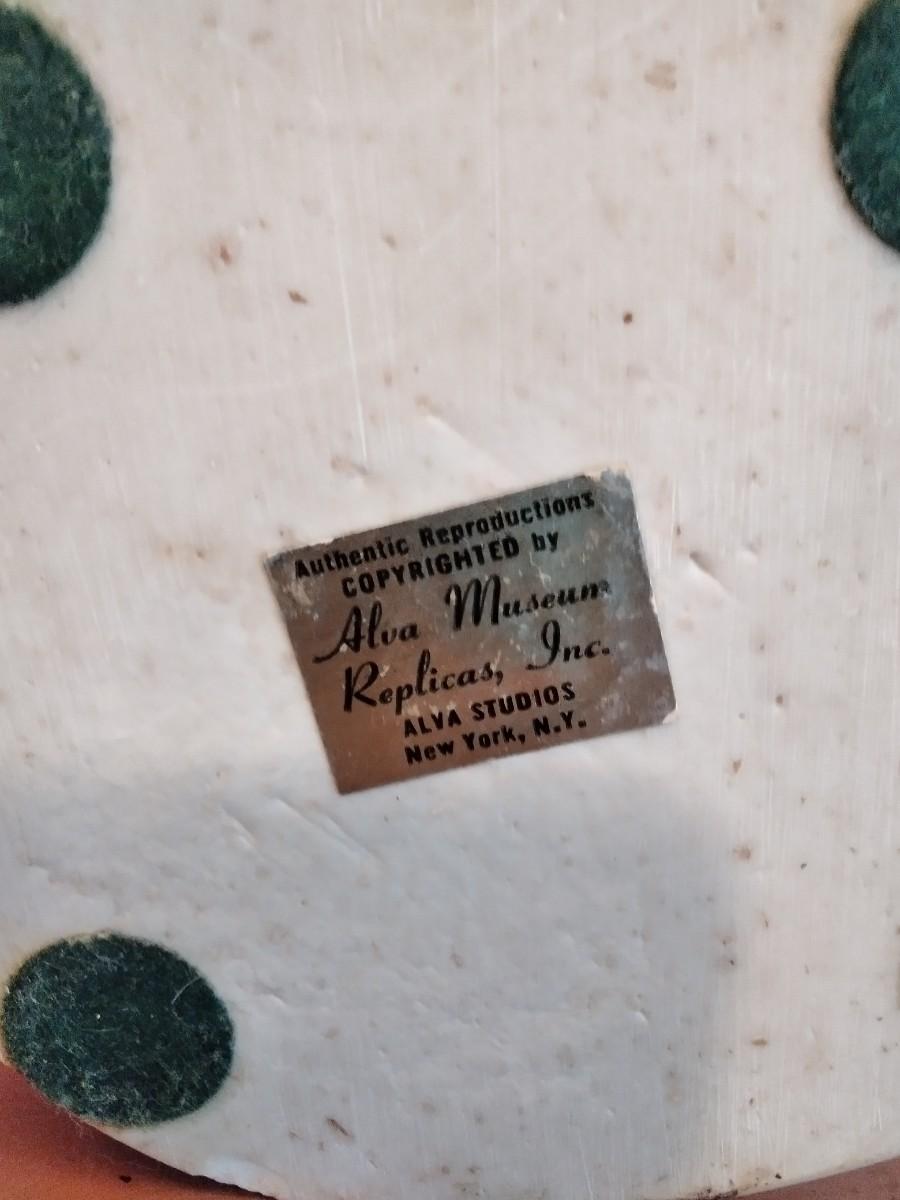 Authentic Reproductions
COPYRIGHTED by
Alva Museum
Replicas, Inc.
ALVA STUDIOS
New York, N.Y.